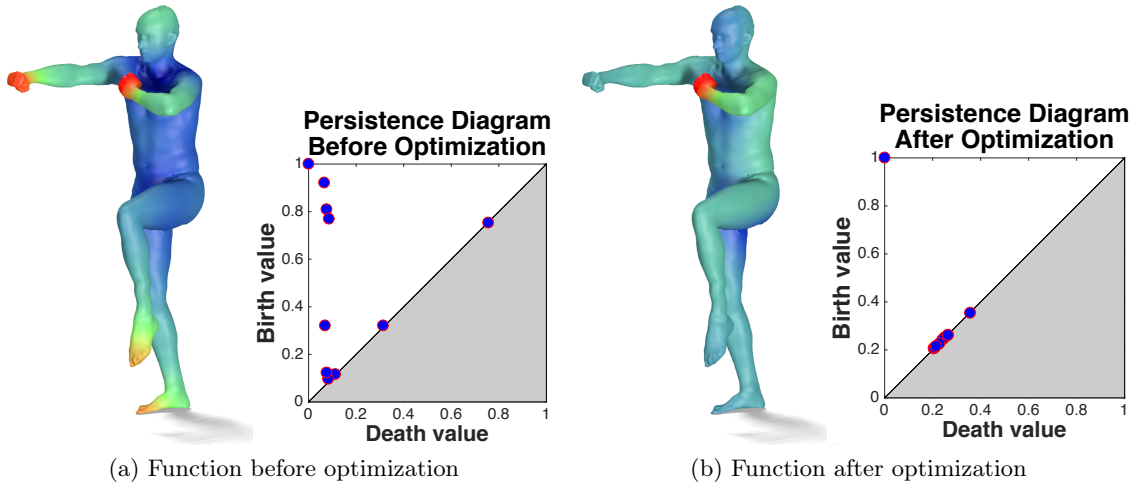 Persistence Diagram
Before Optimization
1
0.8
0.6
0.4
0.2
0
Birth value
0 0.2 0.4 0.6 0.8 1
Death value
(a) Function before optimization
Persistence Diagram
After Optimization
1
0.8
0.6
0.4
0.2
0
Birth value
0 0.2 0.4 0.6 0.8 1
Death value
(b) Function after optimization